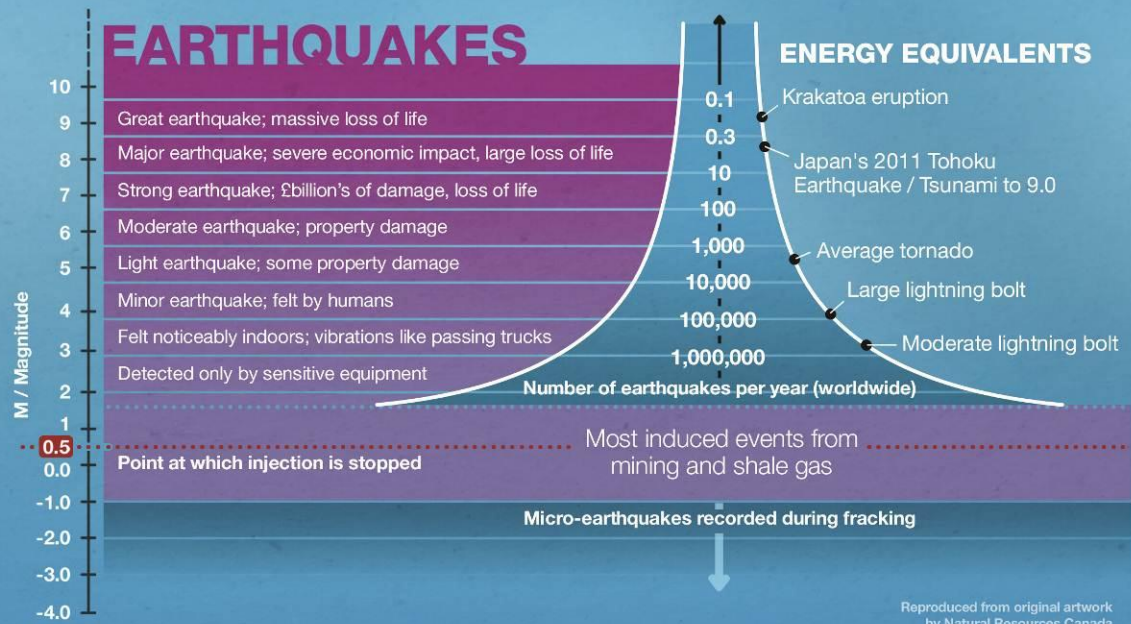 EARTHQUAKES
ENERGY EQUIVALENTS
M / Magnitude
10
9
8
7
6
5
4
3
2
1
0.5
0.0
-1.0
-2.0
-3.0
-4.0
Great earthquake; massive loss of life
Major earthquake; severe economic impact, large loss of life
Strong earthquake; £billion's of damage, loss of life
Moderate earthquake; property damage
Light earthquake; some property damage
Minor earthquake; felt by humans
Felt noticeably indoors; vibrations like passing trucks
Detected only by sensitive equipment
0.1
0.3
10
100
1,000
10,000
100,000
1,000,000
Number of earthquakes per year (worldwide)
Krakatoa eruption
Japan's 2011 Tohoku
Earthquake / Tsunami to 9.0
Average tornado
Large lightning bolt
Moderate lightning bolt
Most induced events from
mining and shale gas
Point at which injection is stopped
Micro-earthquakes recorded during fracking
Reproduced from original artwork
by Natural Resources Canada